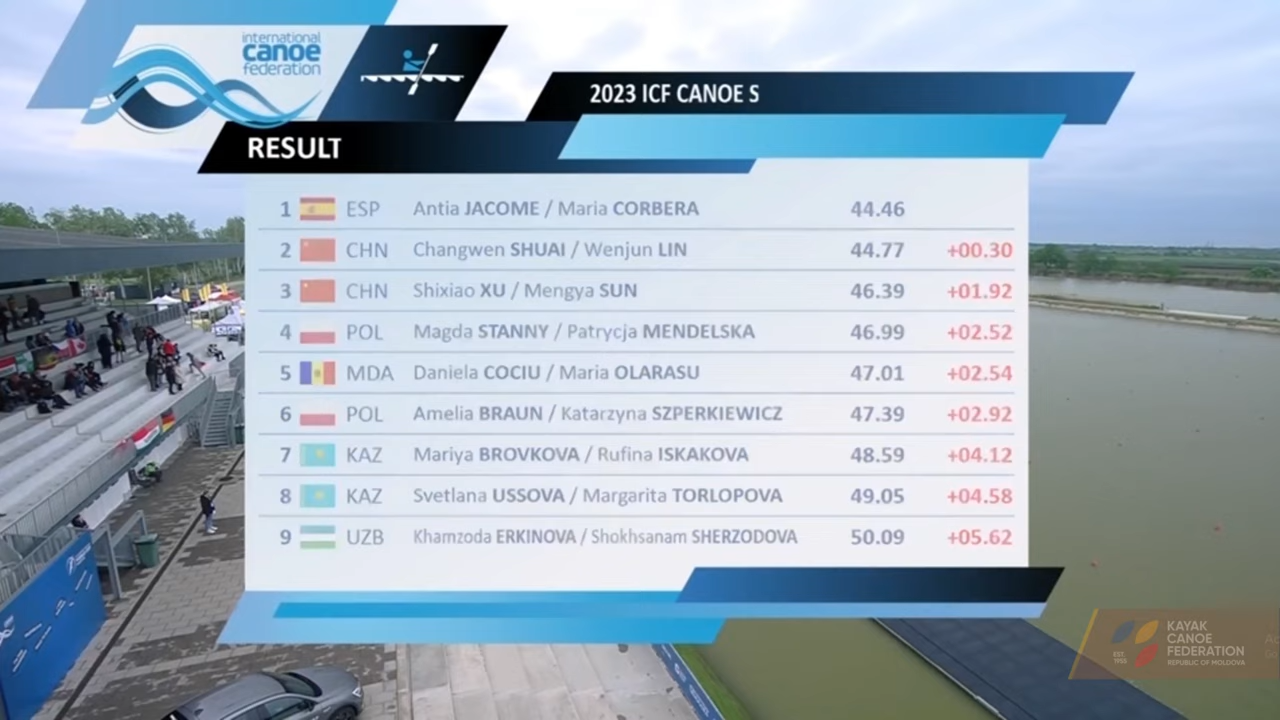 international
canoe
federation
2023 ICF CANOE S
RESULT
1 ESP Antia JACOME / Maria CORBERA 44.46
2 CHN Changwen SHUAI / Wenjun LIN 44.77 +00.30
3 CHN Shixiao XU / Mengya SUN 46.39 +01.92
4 POL Magda STANNY / Patrycja MENDELSKA 46.99 +02.52
5 MDA Daniela COCIU / Maria OLARASU 47.01 +02.54
6 POL Amelia BRAUN / Katarzyna SZPERKIEWICZ 47.39 +02.92
7 KAZ Mariya BROVKOVA / Rufina ISKAKOVA 48.59 +04.12
8 KAZ Svetlana USSOVA / Margarita TORLOPOVA 49.05 +04.58
9 UZB Khamzoda ERKINOVA / Shokhsanam SHERZODOVA 50.09 +05.62
KAYAK
CANOE
FEDERATION
REPUBLIC OF MOLDOVA
EST.